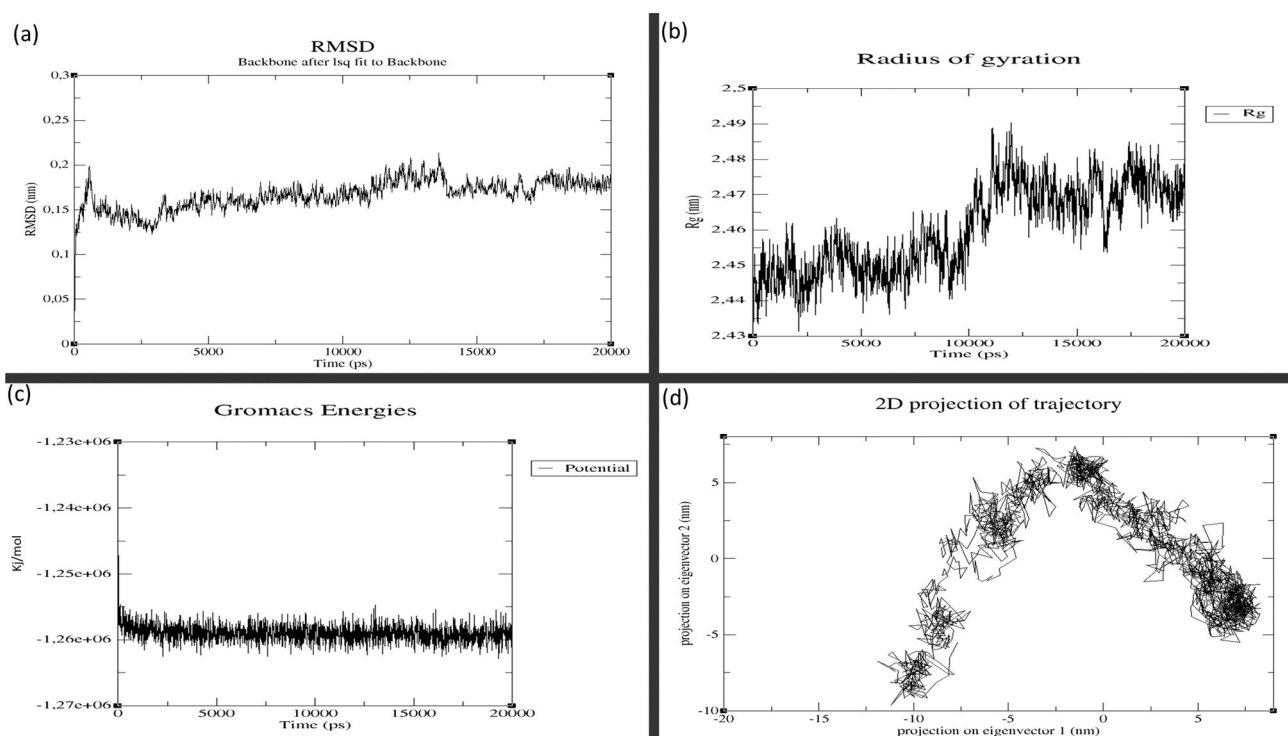 (a)
RMSD
Backbone after lsq fit to Backbone
0,3
0,25
0,2
0,15
0,1
0,05
0
RMSD (nm)
0 5000 10000 15000 20000
Time (ps)
(b)
Radius of gyration
2,5
2,49
2,48
2,47
2,46
2,45
2,44
2,43
Rg (nm)
Rg
0 5000 10000 15000 20000
Time (ps)
(c)
Gromacs Energies
-1,23e+06
-1,24e+06
-1,25e+06
-1,26e+06
-1,27e+06
Kj/mol
Potential
0 5000 10000 15000 20000
Time (ps)
(d)
2D projection of trajectory
5
0
-5
-10
projection on eigenvector 2 (nm)
-20 -15 -10 -5 0 5
projection on eigenvector 1 (nm)